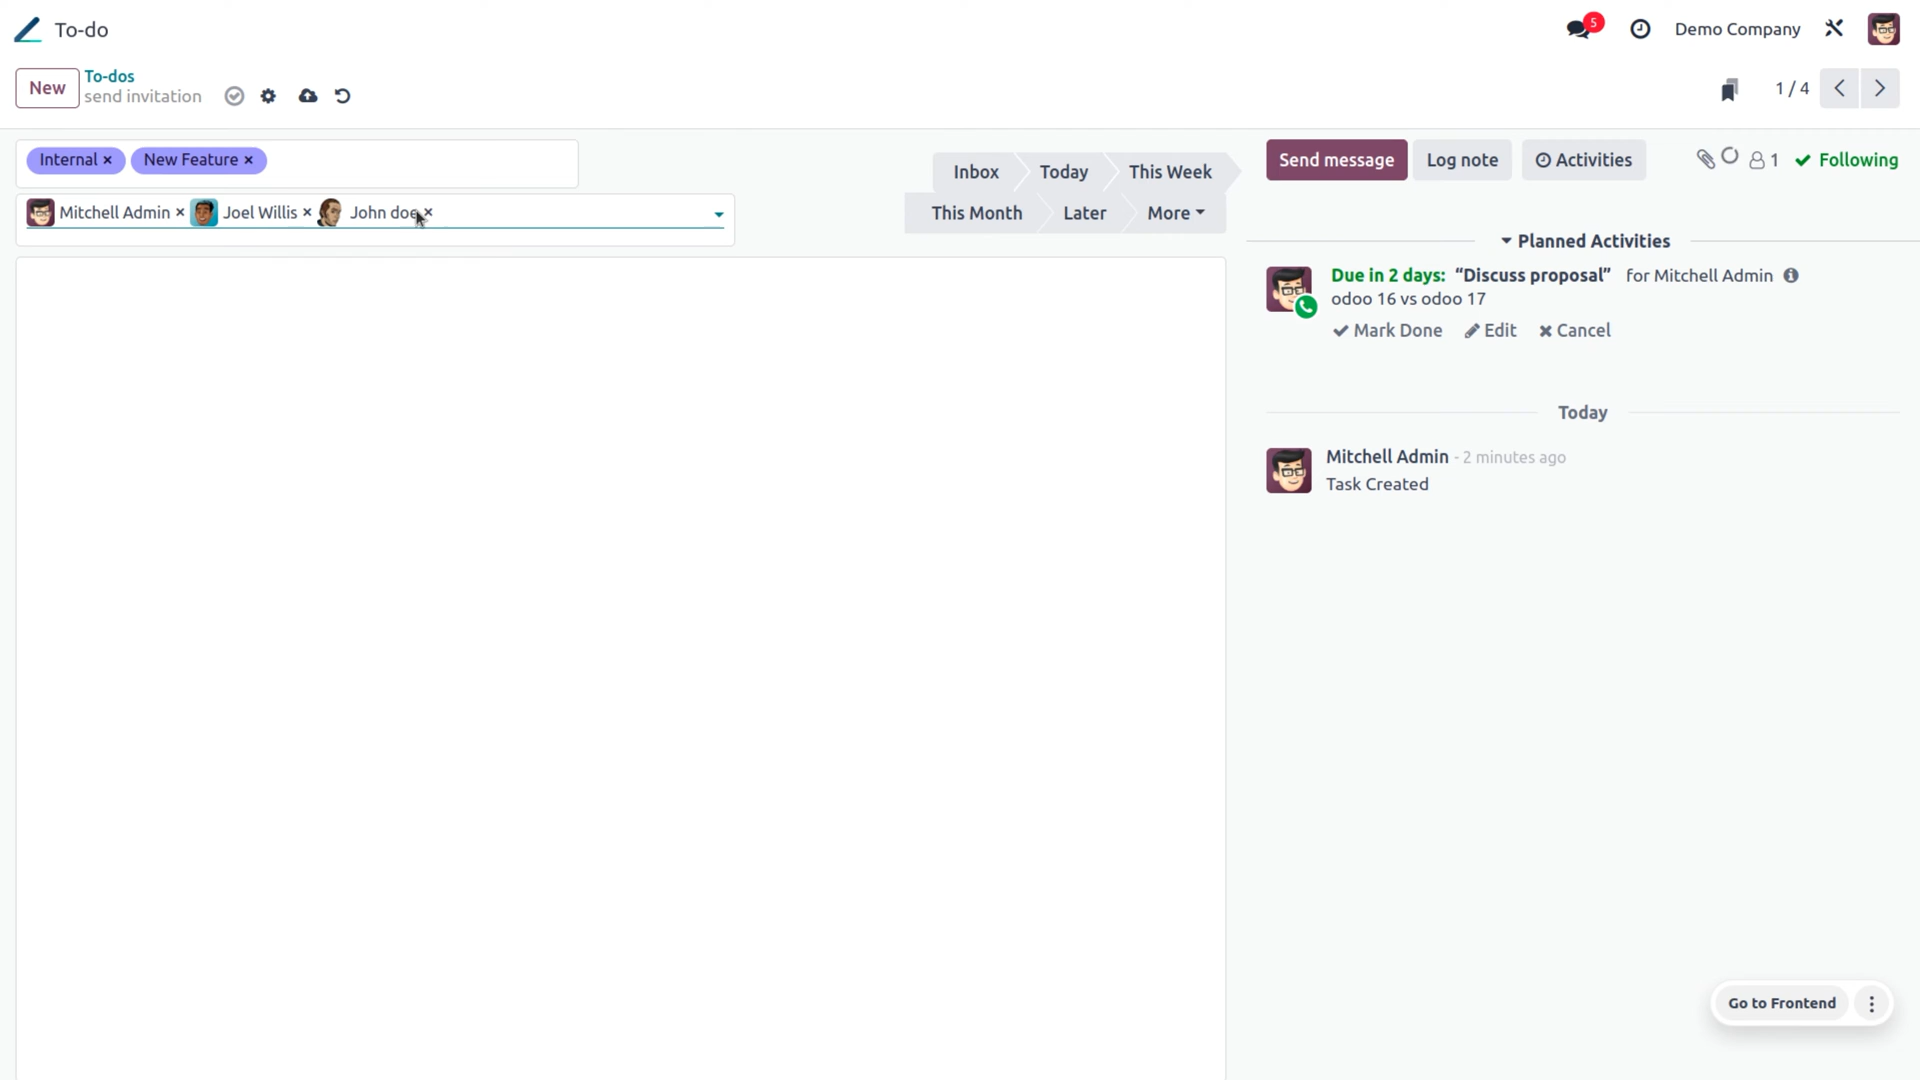 To-do
5
Demo Company
New
To-dos
send invitation
1 / 4
Internal × New Feature ×
Mitchell Admin × Joel Willis × John doe ×
Inbox Today This Week
This Month Later More
Send message Log note Activities 1 Following
Planned Activities
Due in 2 days: “Discuss proposal” for Mitchell Admin
odoo 16 vs odoo 17
Mark Done Edit Cancel
Today
Mitchell Admin - 2 minutes ago
Task Created
Go to Frontend